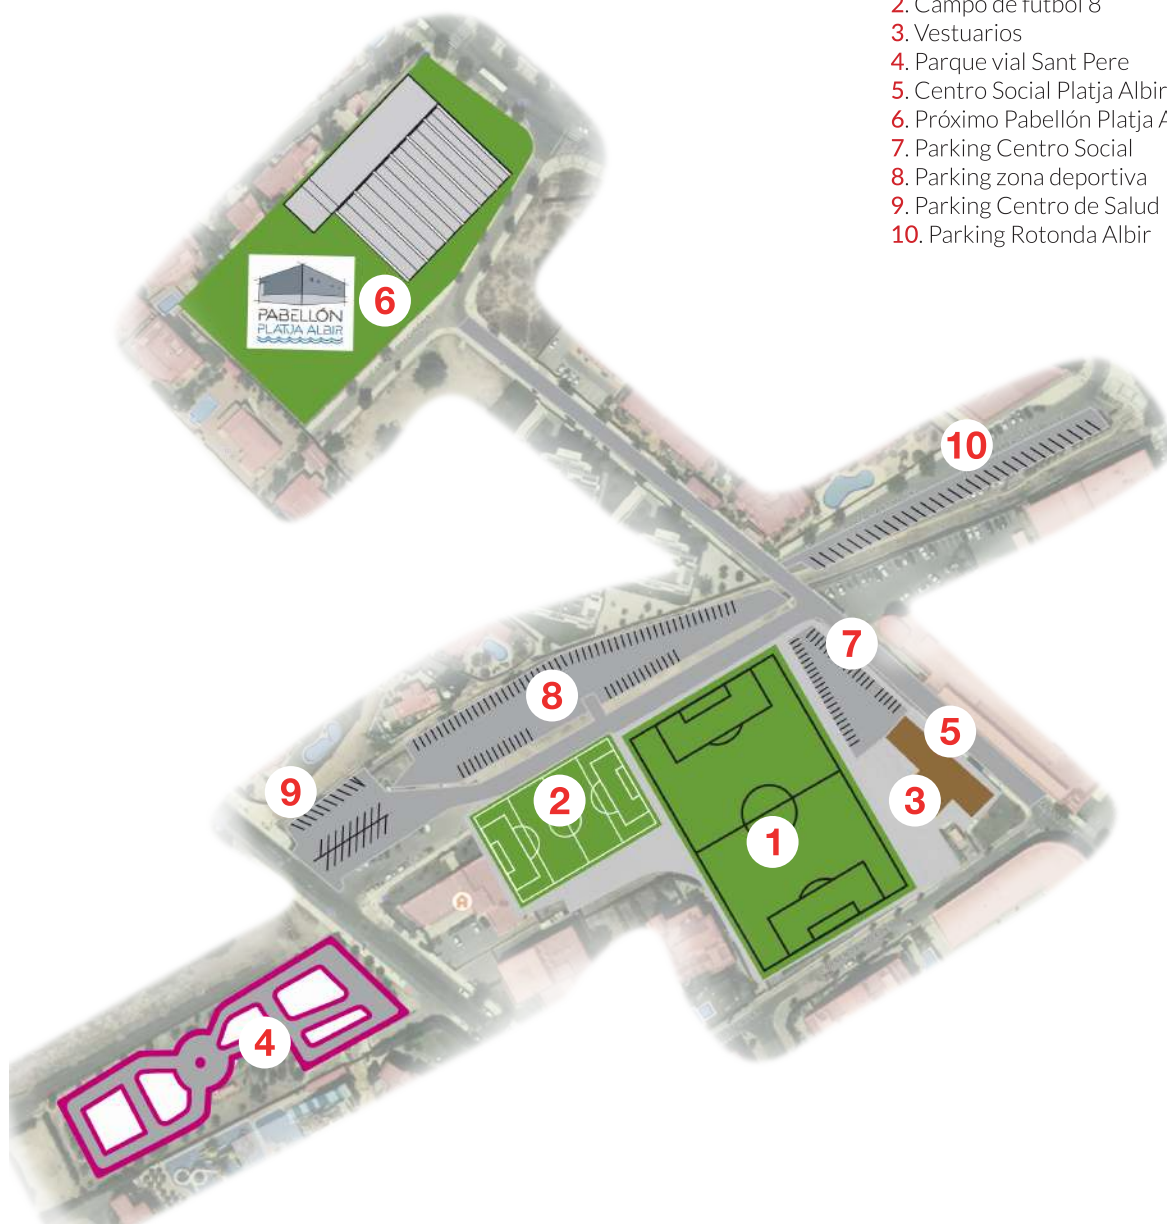 2. Campo de fútbol 8
3. Vestuarios
4. Parque vial Sant Pere
5. Centro Social Platja Albir
6. Próximo Pabellón Platja A
7. Parking Centro Social
8. Parking zona deportiva
9. Parking Centro de Salud
10. Parking Rotonda Albir
PABELLÓN
PLATJA ALBIR
6
10
7
8
5
9
2
3
1
4